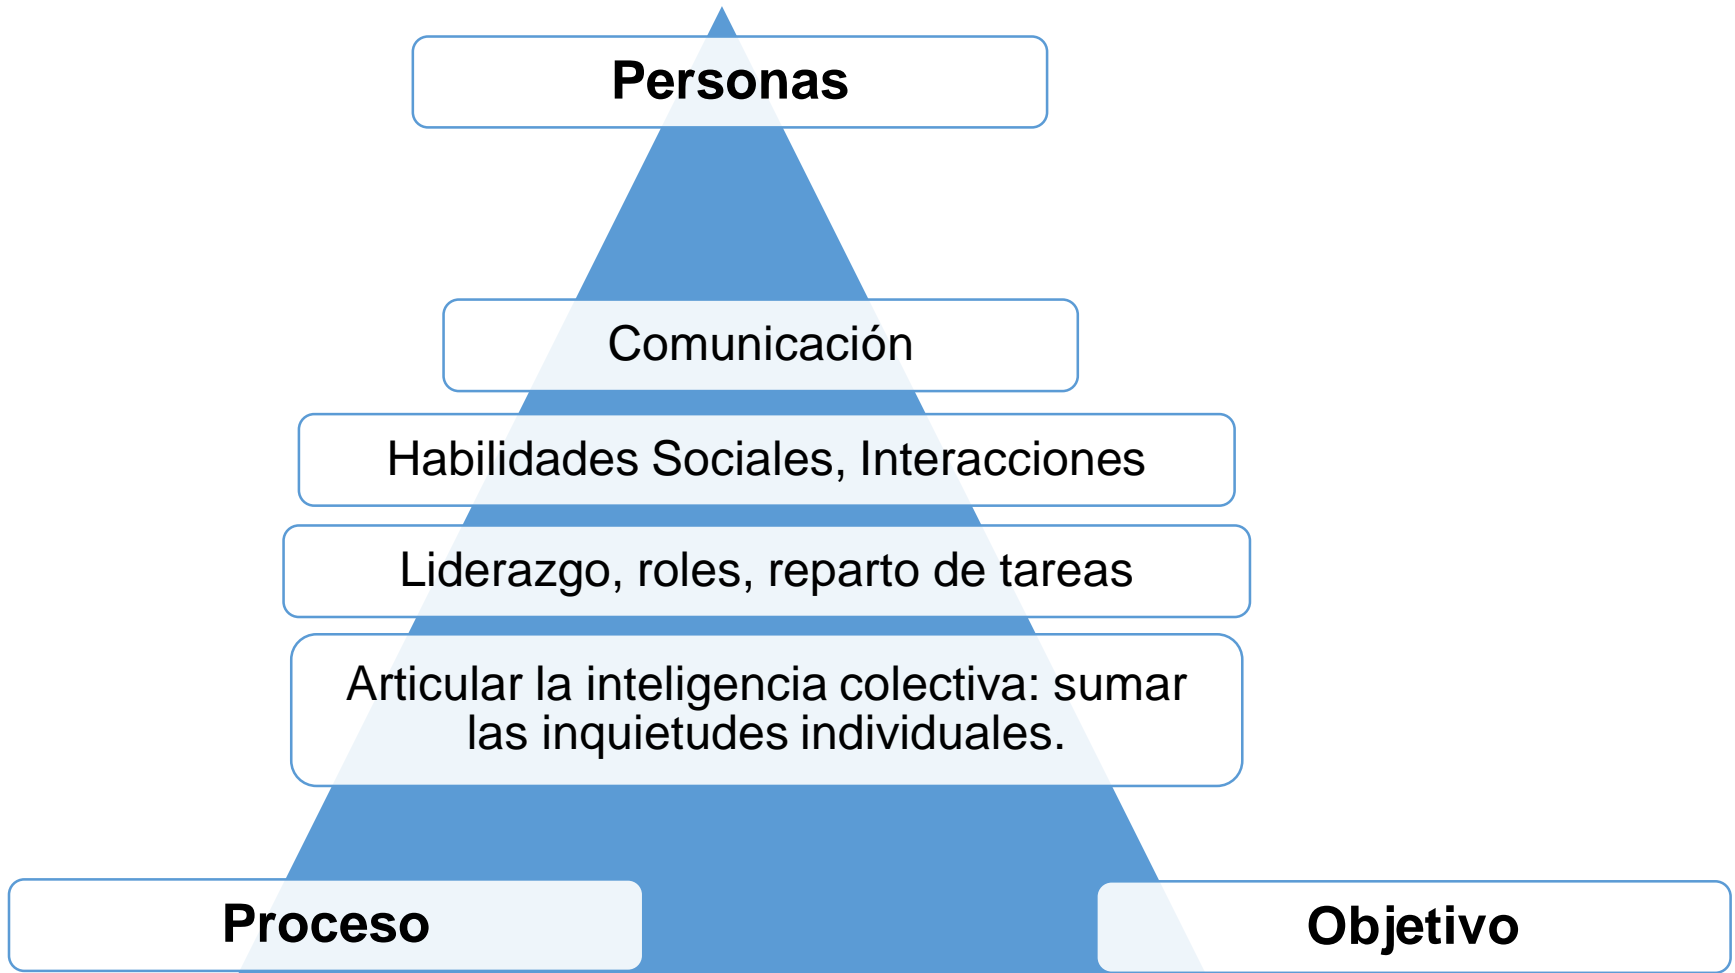 Personas
Comunicación
Habilidades Sociales, Interacciones
Liderazgo, roles, reparto de tareas
Articular la inteligencia colectiva: sumar
las inquietudes individuales.
Proceso
Objetivo